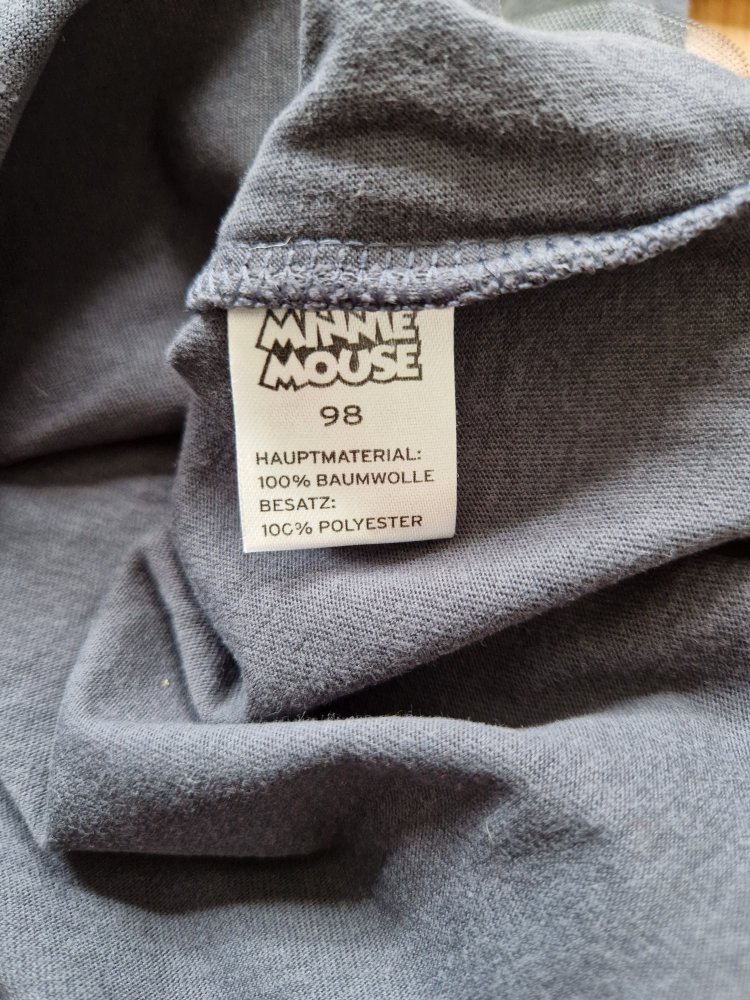 MINNIE
MOUSE
98
HAUPTMATERIAL:
100% BAUMWOLLE
BESATZ:
100% POLYESTER